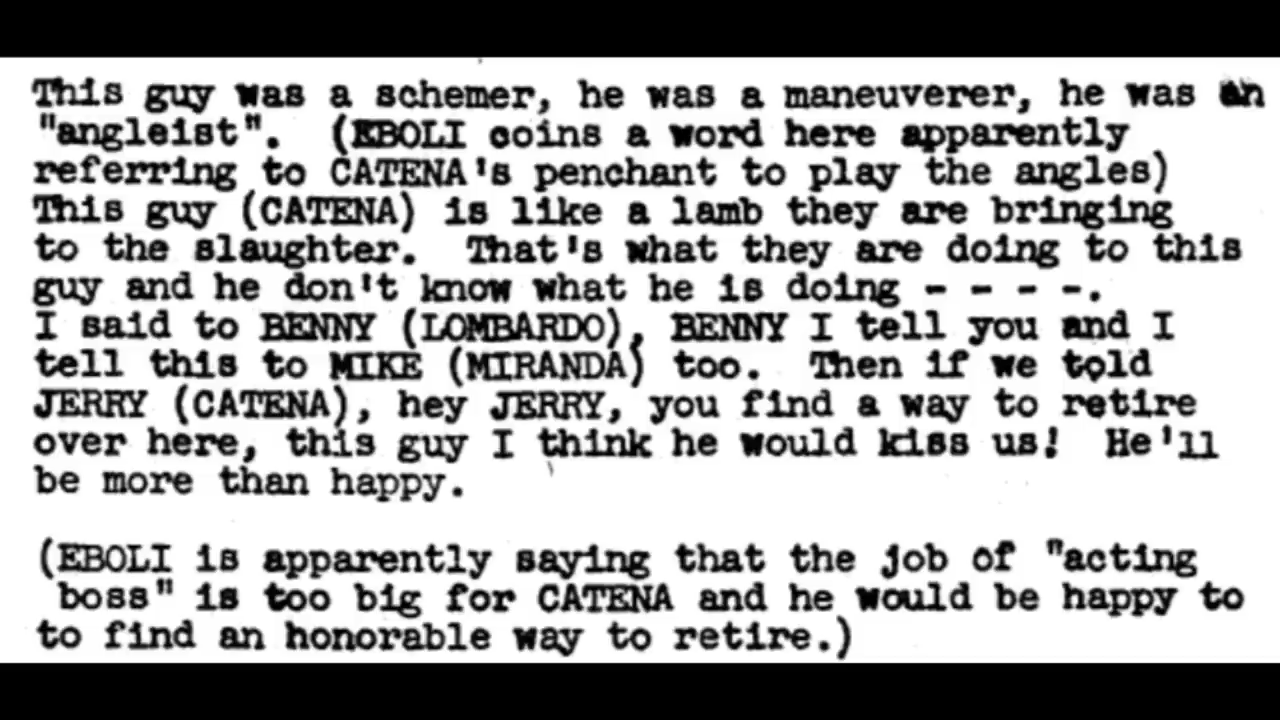 This guy was a schemer, he was a maneuverer, he was an
"angleist". (EBOLI coins a word here apparently
referring to CATENA's penchant to play the angles)
This guy (CATENA) is like a lamb they are bringing
to the slaughter. That's what they are doing to this
guy and he don't know what he is doing - - - -.
I said to BENNY (LOMBARDO), BENNY I tell you and I
tell this to MIKE (MIRANDA) too. Then if we told
JERRY (CATENA), hey JERRY, you find a way to retire
over here, this guy I think he would kiss us! He'll
be more than happy.
(EBOLI is apparently saying that the job of "acting
boss" is too big for CATENA and he would be happy to
to find an honorable way to retire.)